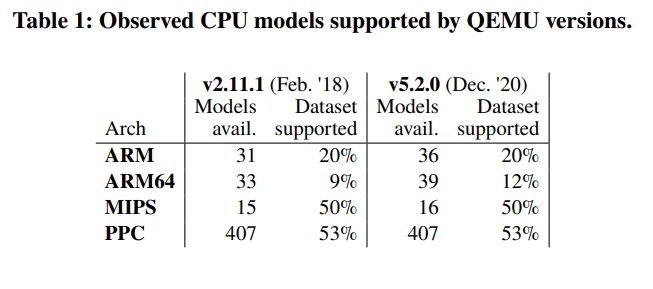 Table 1: Observed CPU models supported by QEMU versions.
v2.11.1 (Feb. '18) v5.2.0 (Dec. '20)
Models Dataset Models Dataset
Arch avail. supported avail. supported
ARM 31 20% 36 20%
ARM64 33 9% 39 12%
MIPS 15 50% 16 50%
PPC 407 53% 407 53%